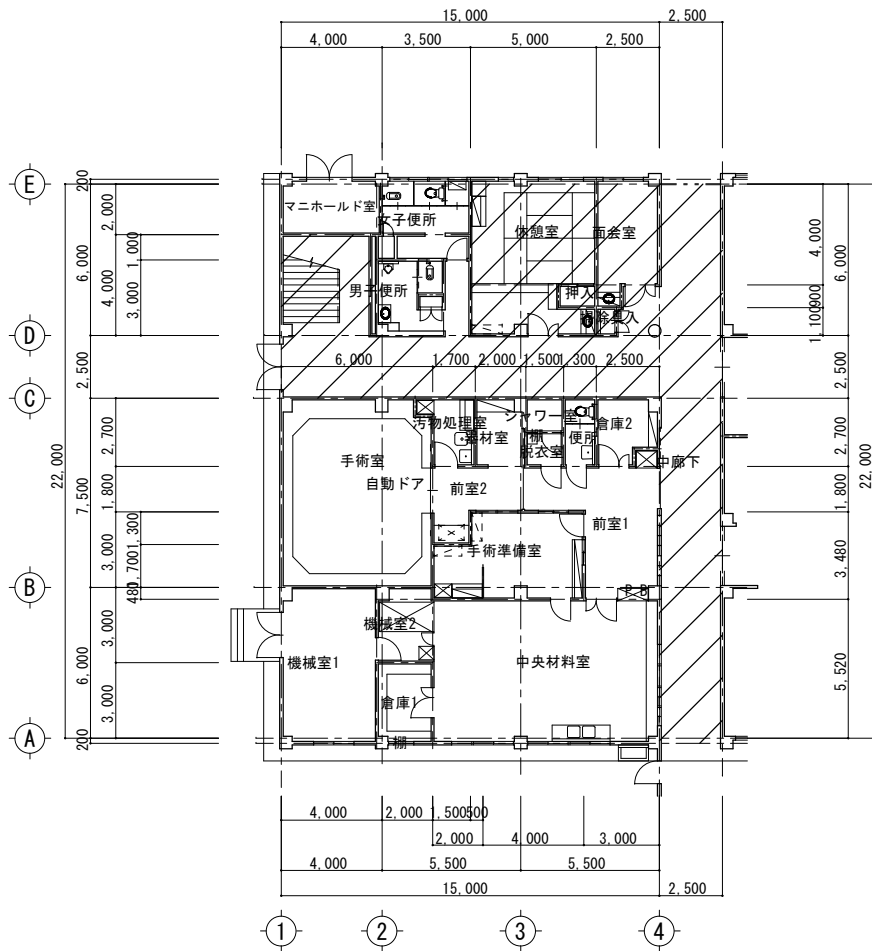 15,000
2,500
4,000
3,500
5,000
2,500
E
200
マニホールド室
女子便所
休憩室
面会室
2,000
6,000
1,000
4,000
3,000
男子便所
押入
掃除具入
4,000
6,000
900
1,100
D
2,500
6,000
1,700
2,000
1,500
1,300
2,500
2,500
C
汚物処理室
器材室
シャワー室
棚
脱衣室
便所
倉庫2
中廊下
手術室
自動ドア
前室2
前室1
手術準備室
22,000
7,500
2,700
1,800
3,000
1,300
1,700
480
2,700
1,800
3,480
22,000
B
PB
機械室2
機械室1
中央材料室
倉庫1
棚
6,000
3,000
3,000
5,520
A
200
4,000
2,000
1,500
500
2,000
4,000
3,000
4,000
5,500
5,500
15,000
2,500
1
2
3
4